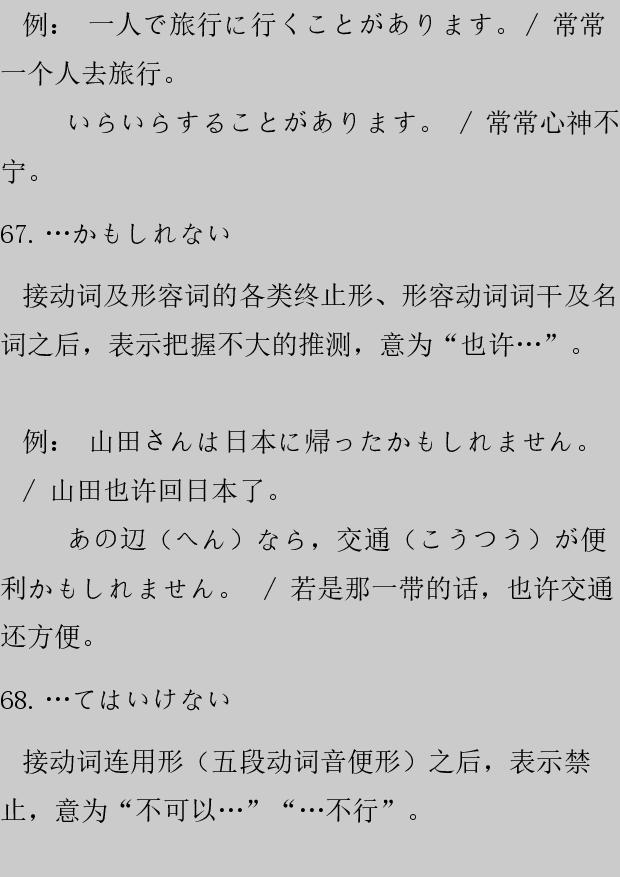 例： 一人で旅行に行くことがあります。/ 常常
一个人去旅行。
いらいらすることがあります。 / 常常心神不
宁。
67. …かもしれない
接动词及形容词的各类终止形、形容动词词干及名
词之后，表示把握不大的推测，意为“也许…”。
例： 山田さんは日本に帰ったかもしれません。
/ 山田也许回日本了。
あの辺（へん）なら，交通（こうつう）が便
利かもしれません。 / 若是那一带的话，也许交通
还方便。
68. …てはいけない
接动词连用形（五段动词音便形）之后，表示禁
止，意为“不可以…”“…不行”。